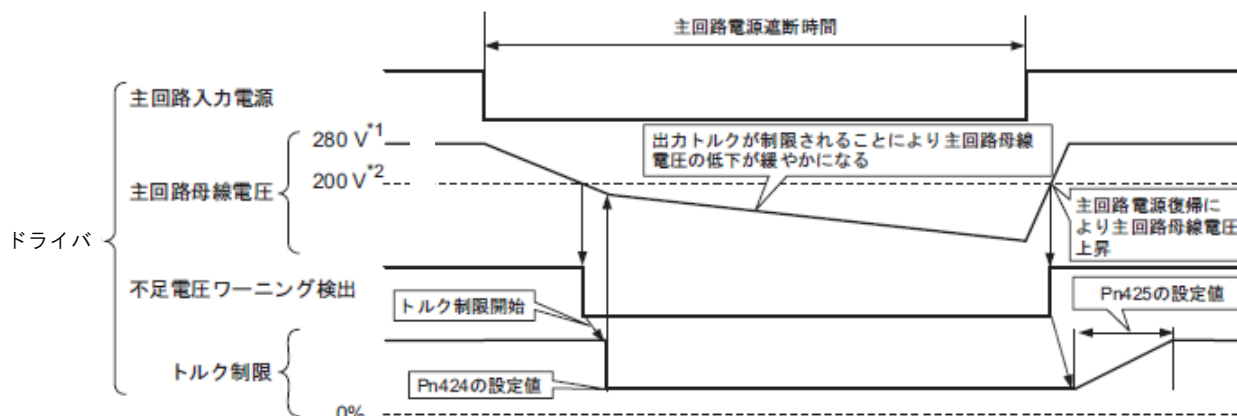 主回路電源遮断時間
主回路入力電源
280 V*1
出力トルクが制限されることにより主回路母線
電圧の低下が緩やかになる
200 V*2
主回路母線電圧
主回路電源復帰に
より主回路母線電圧
上昇
ドライバ
不足電圧ワーニング検出
トルク制限開始
Pn425の設定値
トルク制限
Pn424の設定値
0%